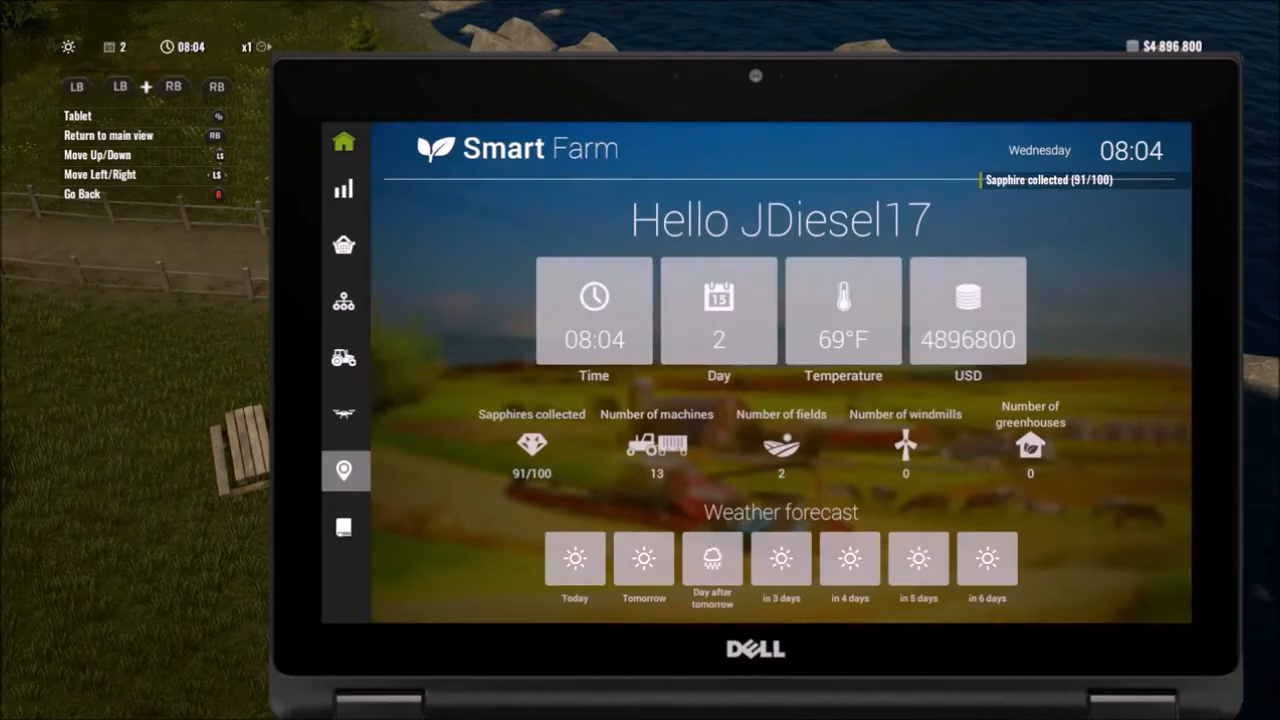 2 08:04 x1
$4 896 800
LB LB + RB RB
Tablet
Return to main view RB
Move Up/Down LS
Move Left/Right LS
Go Back
Smart Farm
Wednesday 08:04
Sapphire collected (91/100)
Hello JDiesel17
08:04 15 2 69°F 4896800
Time Day Temperature USD
Sapphires collected Number of machines Number of fields Number of windmills Number of
greenhouses
91/100 13 2 0 0
Weather forecast
Today Tomorrow Day after
tomorrow in 3 days in 4 days in 5 days in 6 days
DELL